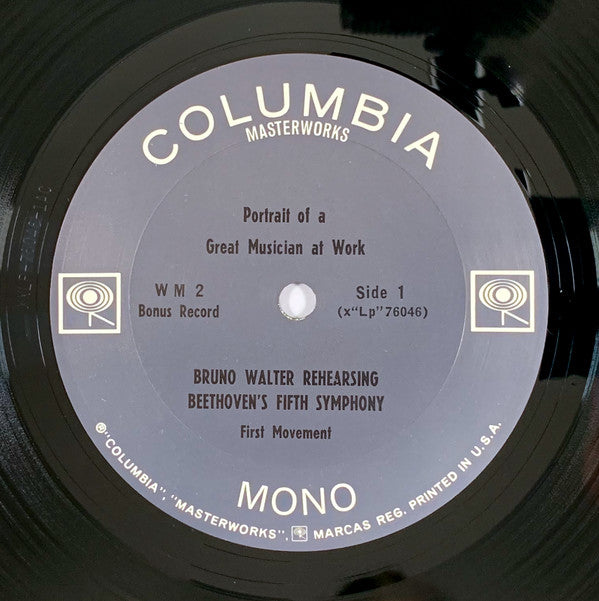 COLUMBIA
MASTERWORKS
Portrait of a
Great Musician at Work
WM 2
Bonus Record
Side 1
(x"Lp"76046)
BRUNO WALTER REHEARSING
BEETHOVEN'S FIFTH SYMPHONY
First Movement
MONO
®"COLUMBIA", "MASTERWORKS", MARCAS REG. PRINTED IN U.S.A.